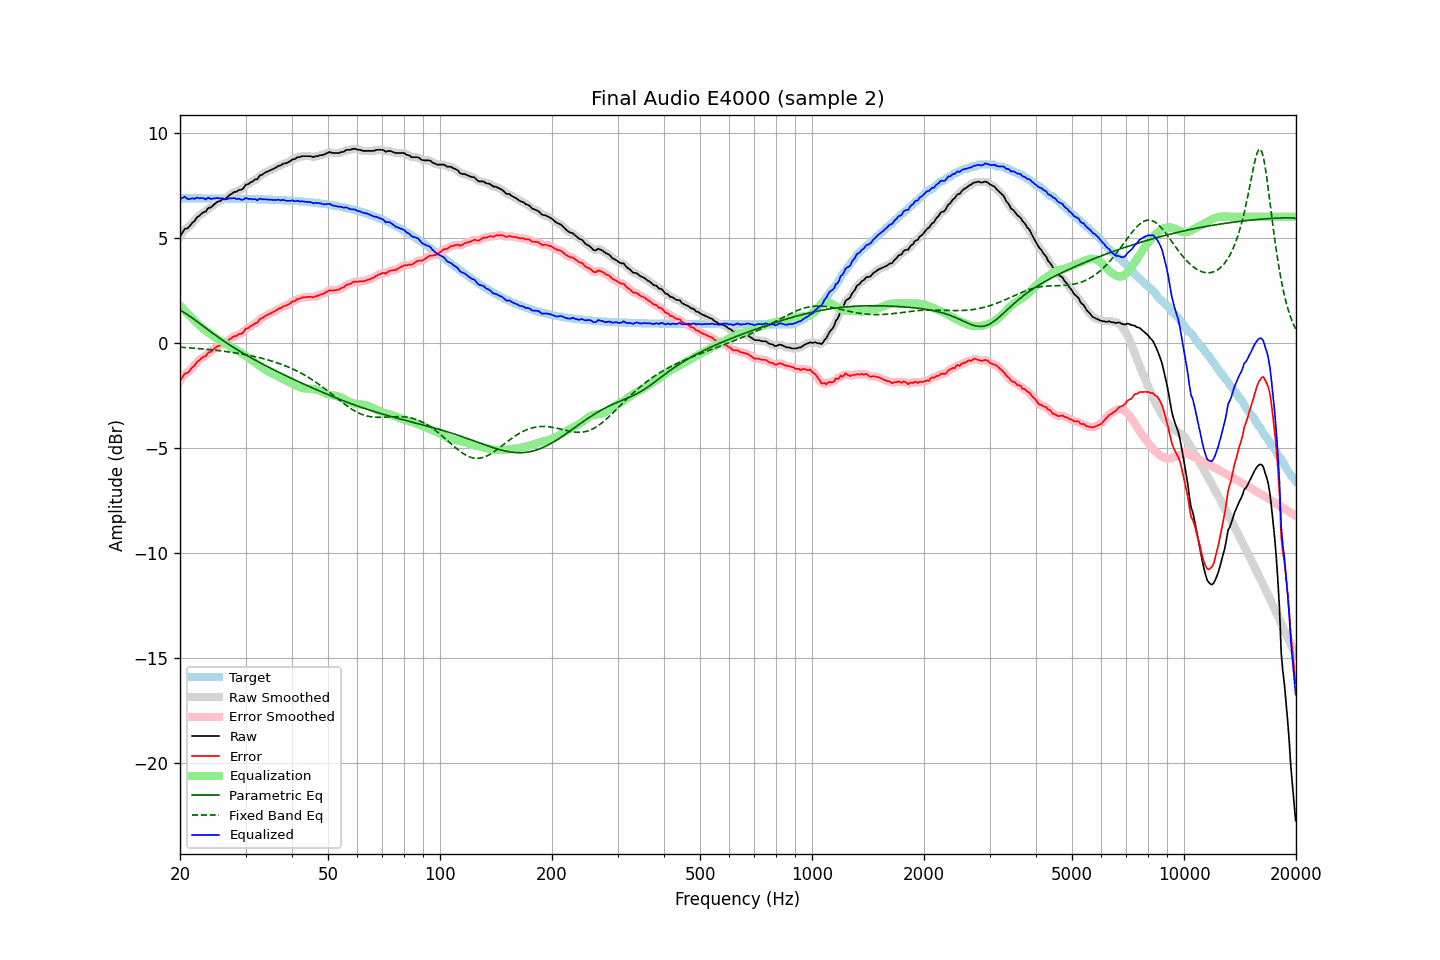 Final Audio E4000 (sample 2)
10
5
0
−5
−10
−15
−20
Amplitude (dBr)
Target
Raw Smoothed
Error Smoothed
Raw
Error
Equalization
Parametric Eq
Fixed Band Eq
Equalized
20 50 100 200 500 1000 2000 5000 10000 20000
Frequency (Hz)